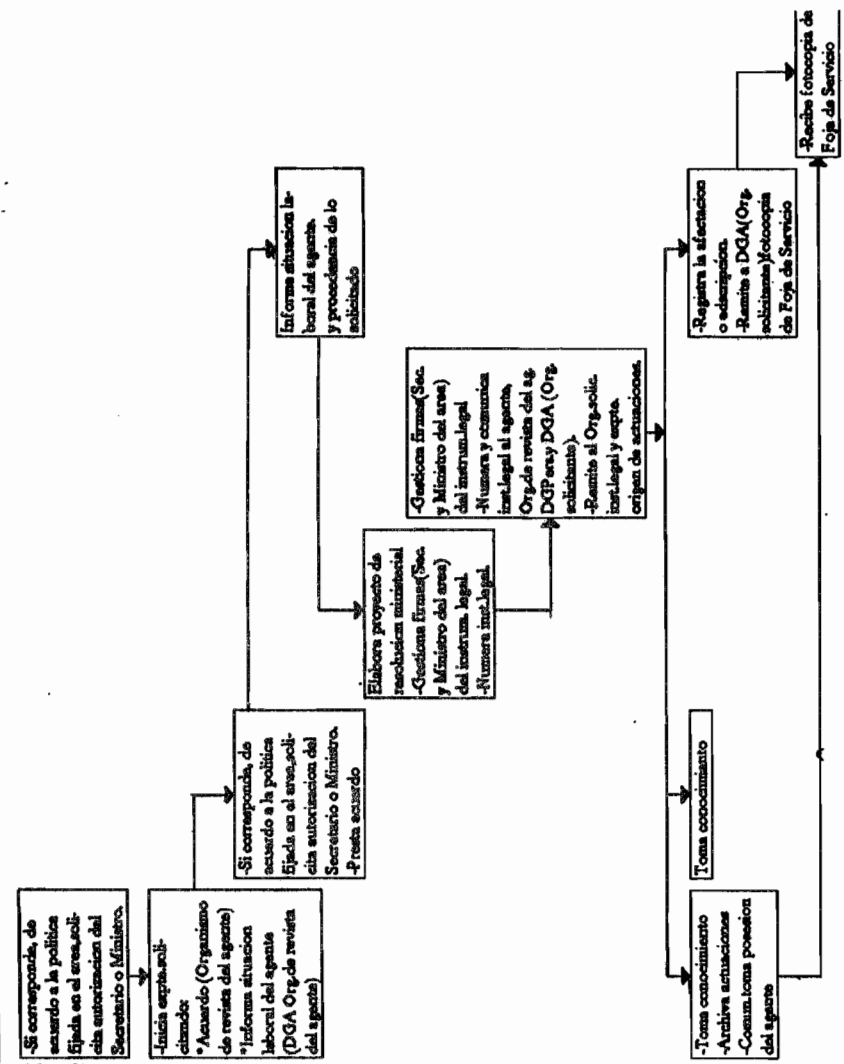 -Si corresponde, de
acuerdo a la política
fijada en el area,soli-
cita autorizacion del
Secretario o Ministro.
-Inicia expte.soli-
citando:
*Acuerdo (Organismo
de revista del agente)
*Informe situacion
laboral del agente
(DGA Org.de revista
del agente)
-Si corresponde, de
acuerdo a la política
fijada en el area,soli-
cita autorizacion del
Secretario o Ministro.
-Presta acuerdo
Informe situacion la-
boral del agente.
y procedencia de lo
solicitado
Elabora proyecto de
resolucion ministerial
-Gestiona firmas(Sec.
y Ministro del area)
del instrum. legal.
-Numera inst.legal.
-Gestiona firmas(Sec.
y Ministro del area)
del instrum.legal
-Numera y comunica
inst.legal al agente,
Org.de revista del ag.
DGPers.y DGA (Org.
solicitante).
-Remite al Org.solic.
inst.legal y expte.
origen de actuaciones.
-Toma conocimiento
-Archiva actuaciones
-Comun.toma posesion
del agente
Toma conocimiento
-Registra la afectacion
o adscripcion.
-Remite a DGA(Org.
solicitante)fotocopia
de Foja de Servicio
-Recibe fotocopia de
Foja de Servicio